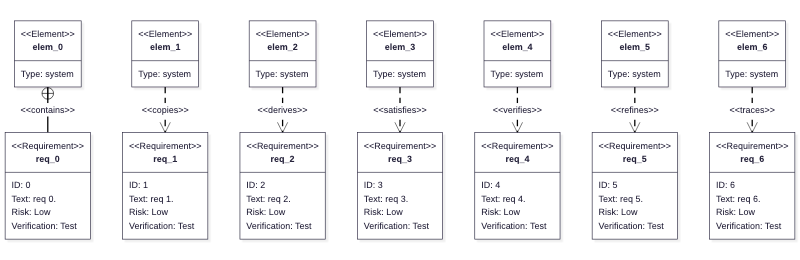 <<Element>>
elem_0
Type: system
<<contains>>
<<Requirement>>
req_0
ID: 0
Text: req 0.
Risk: Low
Verification: Test
<<Element>>
elem_1
Type: system
<<copies>>
<<Requirement>>
req_1
ID: 1
Text: req 1.
Risk: Low
Verification: Test
<<Element>>
elem_2
Type: system
<<derives>>
<<Requirement>>
req_2
ID: 2
Text: req 2.
Risk: Low
Verification: Test
<<Element>>
elem_3
Type: system
<<satisfies>>
<<Requirement>>
req_3
ID: 3
Text: req 3.
Risk: Low
Verification: Test
<<Element>>
elem_4
Type: system
<<verifies>>
<<Requirement>>
req_4
ID: 4
Text: req 4.
Risk: Low
Verification: Test
<<Element>>
elem_5
Type: system
<<refines>>
<<Requirement>>
req_5
ID: 5
Text: req 5.
Risk: Low
Verification: Test
<<Element>>
elem_6
Type: system
<<traces>>
<<Requirement>>
req_6
ID: 6
Text: req 6.
Risk: Low
Verification: Test